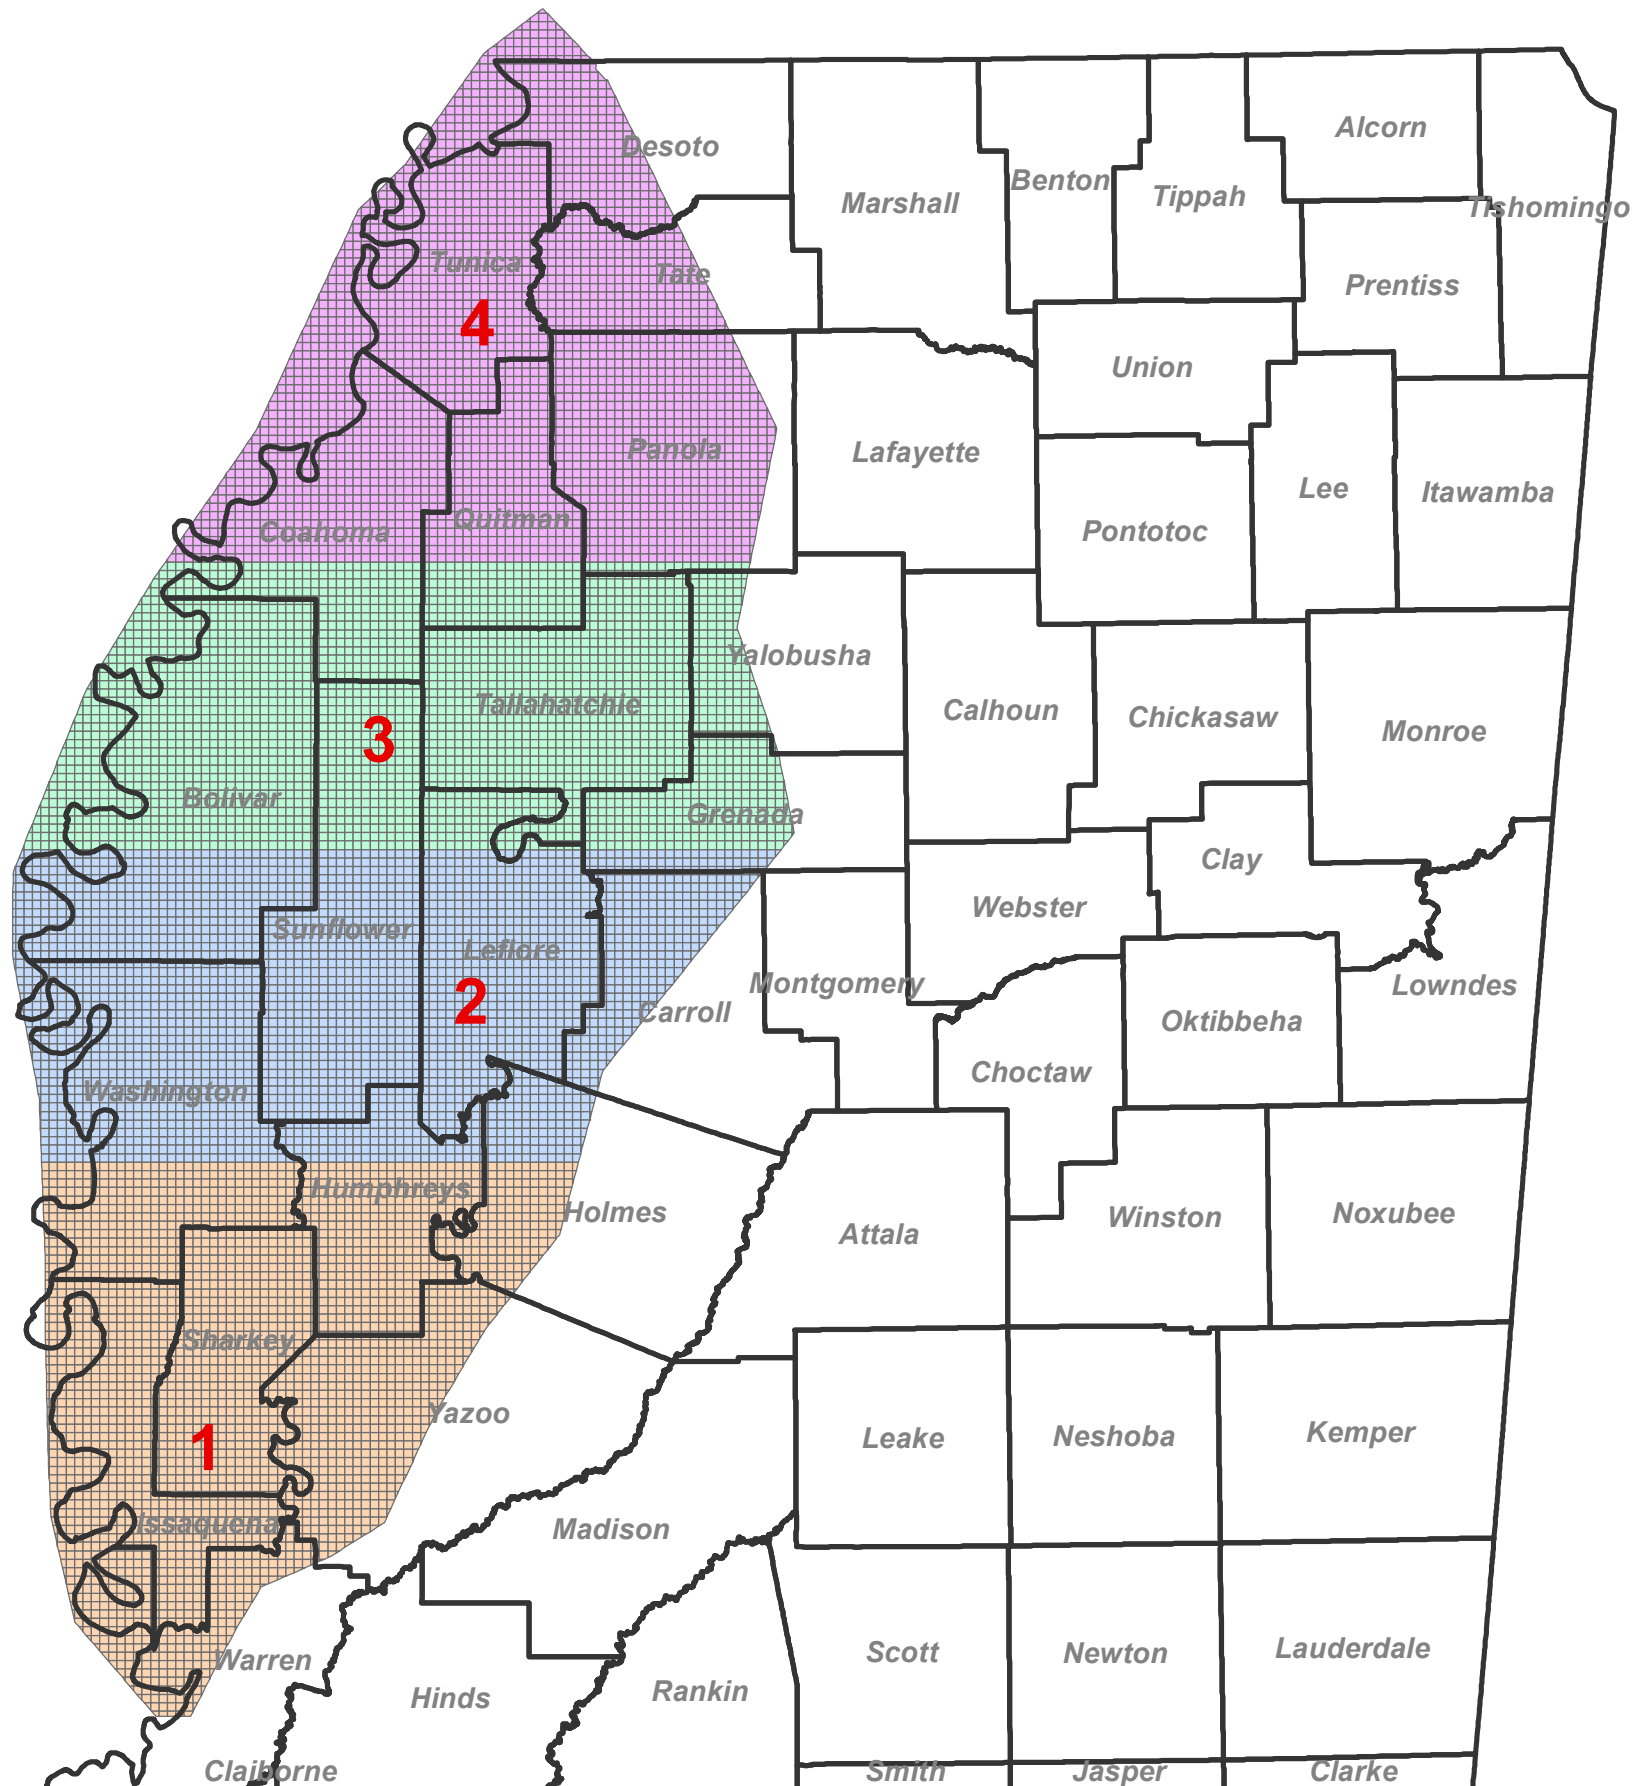 Alcorn
Desoto
Benton
Tippah
Marshall
Tishomingo
Tunica
Tate
Prentiss
4
Union
Panola
Lafayette
Lee
Itawamba
Quitman
Coahoma
Pontotoc
Yalobusha
Tallahatchie
Calhoun
Chickasaw
Monroe
3
Bolivar
Grenada
Clay
Webster
Sunflower
Leflore
Montgomery
Lowndes
2
Carroll
Oktibbeha
Choctaw
Washington
Humphreys
Holmes
Winston
Noxubee
Attala
Sharkey
Yazoo
1
Leake
Neshoba
Kemper
Issaquena
Madison
Warren
Scott
Newton
Lauderdale
Hinds
Rankin
Claiborne
Smith
Jasper
Clarke